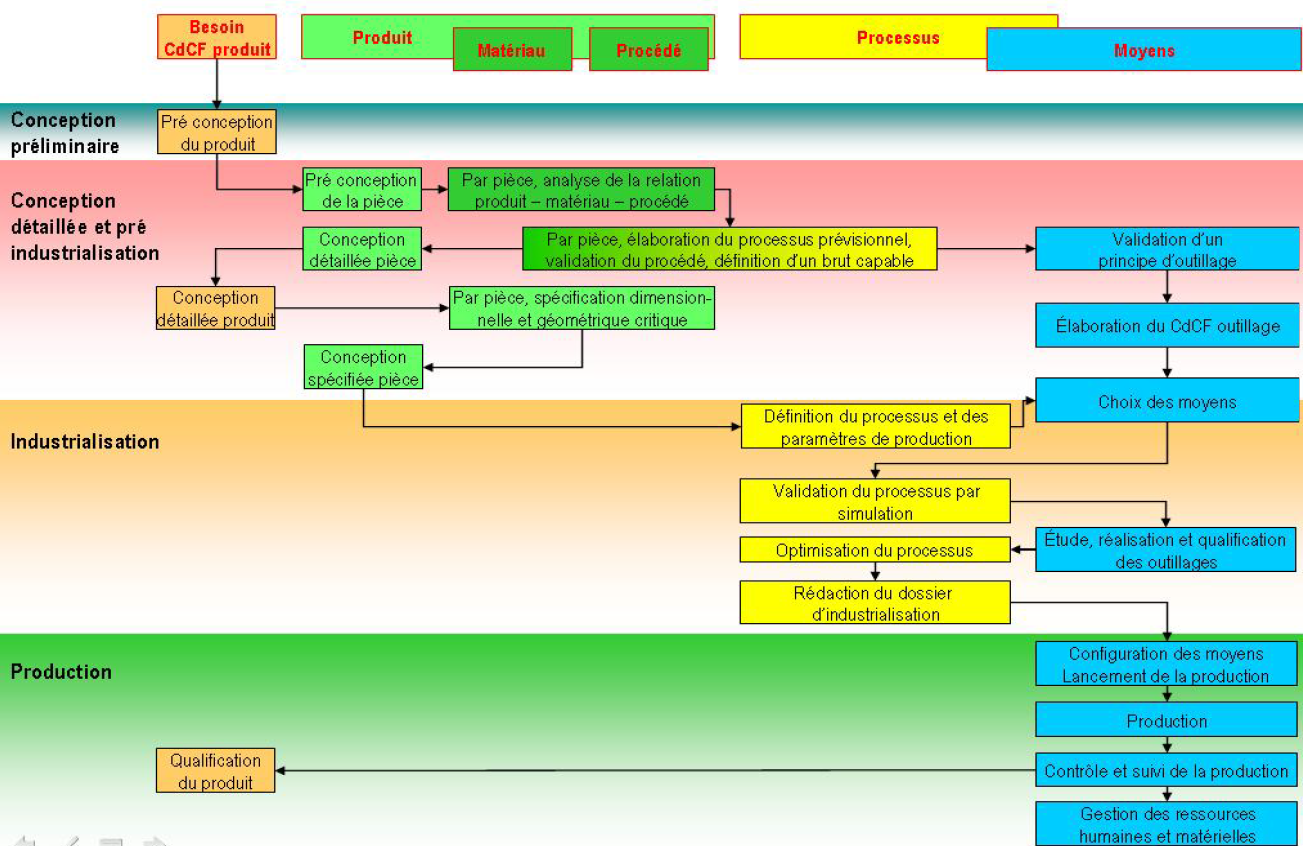 Besoin
CdCF produit
Produit
Matériau
Procédé
Processus
Moyens
Conception
préliminaire
Pré conception
du produit
Conception
détaillée et pré
industrialisation
Pré conception
de la pièce
Par pièce, analyse de la relation
produit – matériau – procédé
Conception
détaillée pièce
Par pièce, élaboration du processus prévisionnel,
validation du procédé, définition d’un brut capable
Validation d’un
principe d’outillage
Conception
détaillée produit
Par pièce, spécification dimension-
nelle et géométrique critique
Élaboration du CdCF outillage
Conception
spécifiée pièce
Choix des moyens
Industrialisation
Définition du processus et des
paramètres de production
Validation du processus par
simulation
Étude, réalisation et qualification
des outillages
Optimisation du processus
Rédaction du dossier
d’industrialisation
Production
Configuration des moyens
Lancement de la production
Production
Qualification
du produit
Contrôle et suivi de la production
Gestion des ressources
humaines et matérielles